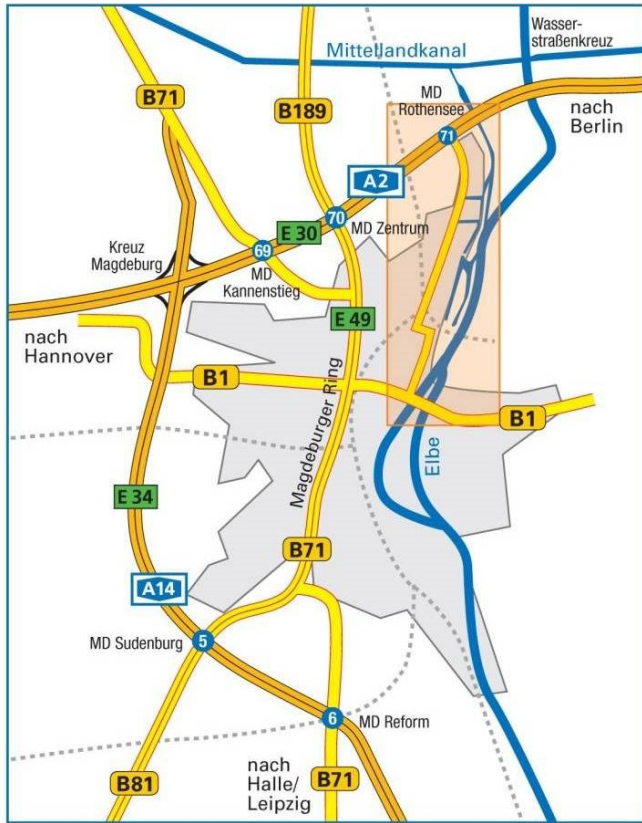 Wasser-
straßenkreuz
Mittellandkanal
MD
Rothensee
B71
B189
nach
Berlin
71
A2
70
MD Zentrum
E 30
Kreuz
Magdeburg
69
MD
Kannenstieg
E 49
nach
Hannover
B1
B1
Magdeburger Ring
Elbe
E 34
B71
A14
MD Sudenburg
5
6
MD Reform
B81
nach
Halle/
Leipzig
B71